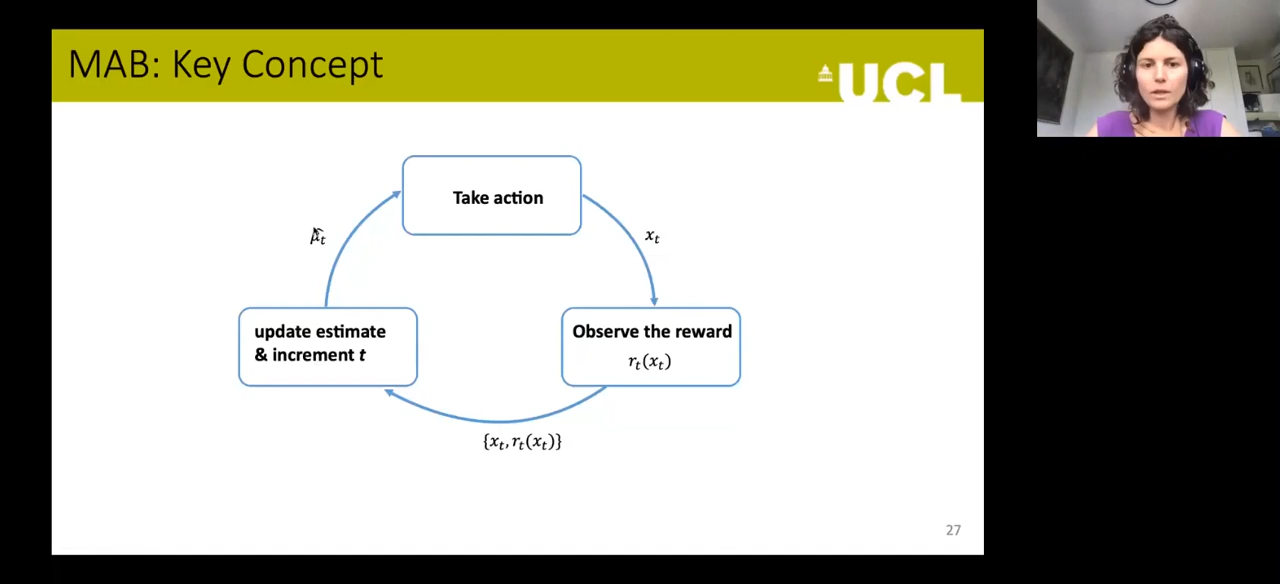 MAB: Key Concept
UCL
Take action
μ̂ₜ
xₜ
update estimate
& increment t
Observe the reward
rₜ(xₜ)
{xₜ, rₜ(xₜ)}
27